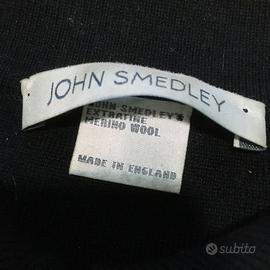 JOHN SMEDLEY
JOHN SMEDLEY'S
EXTRAFINE
MERINO WOOL
MADE IN ENGLAND
subito